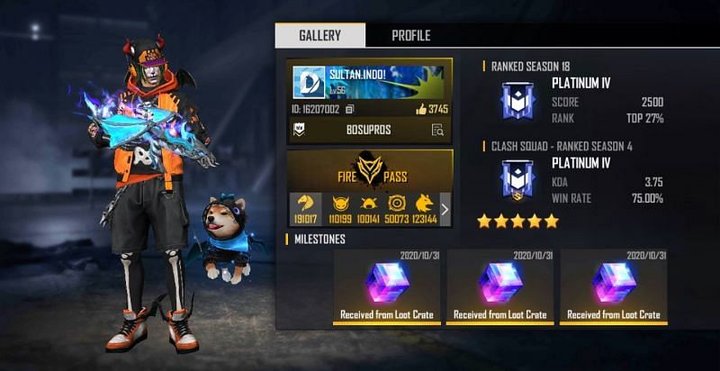 GALLERY
PROFILE
SULTAN.INDO!
Lv56
ID: 16207002
3745
BOSUPROS
FIRE PASS
191017 110199 100141 50073 123144
RANKED SEASON 18
PLATINUM IV
SCORE 2500
RANK TOP 27%
CLASH SQUAD - RANKED SEASON 4
PLATINUM IV
KDA 3.75
WIN RATE 75.00%
MILESTONES
2020/10/31 2020/10/31 2020/10/31
Received from Loot Crate Received from Loot Crate Received from Loot Crate